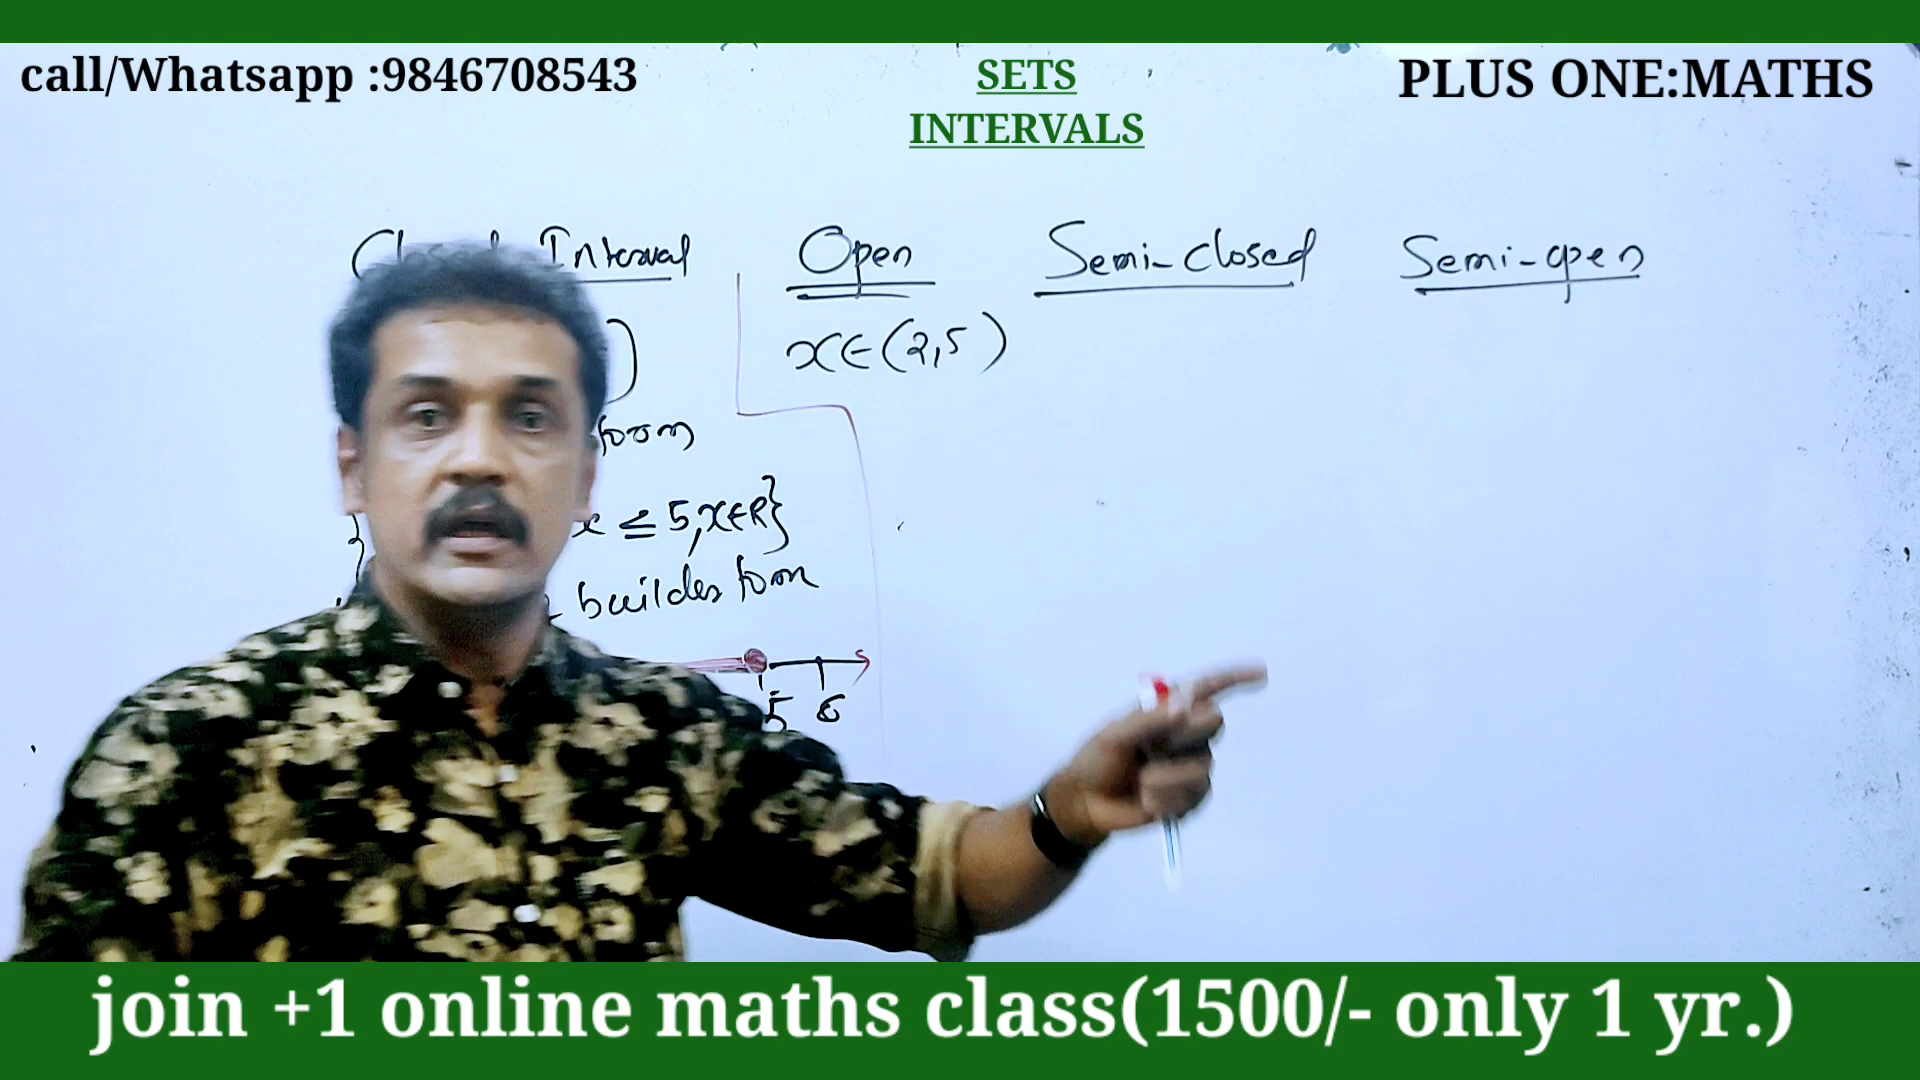 call/Whatsapp :9846708543
SETS
INTERVALS
PLUS ONE:MATHS
Interval
Open
Semi-closed
Semi-open
x∈(2,5)
form
x ≤ 5, x∈R}
builder form
5 6
join +1 online maths class(1500/- only 1 yr.)